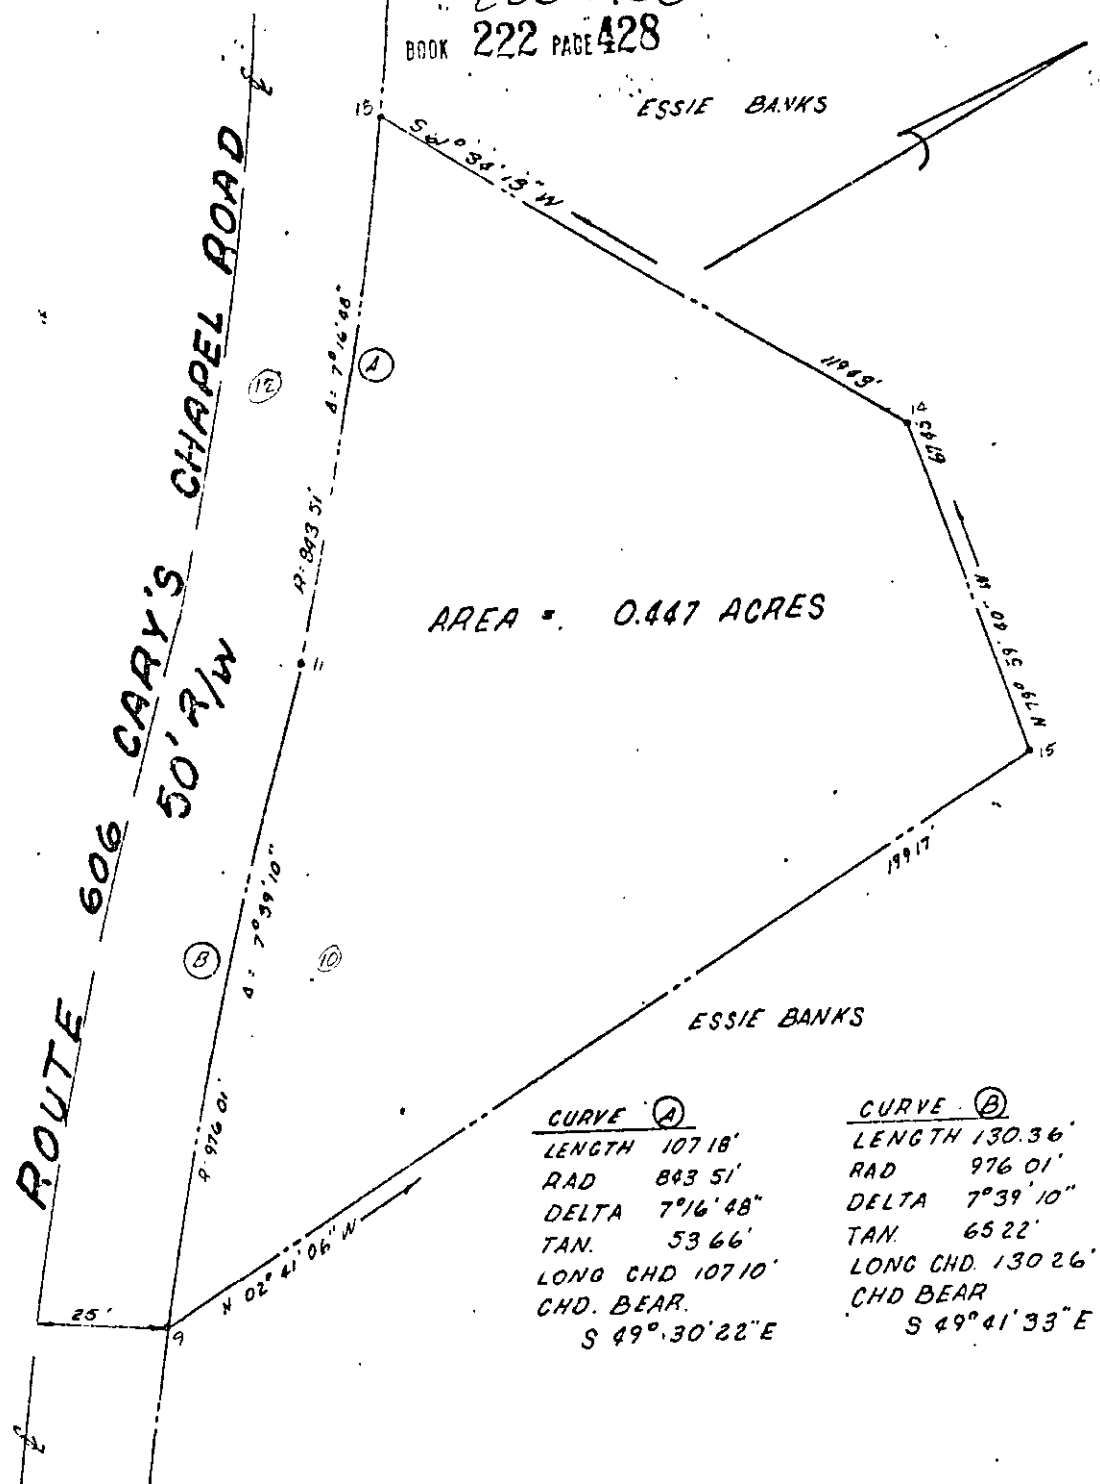 BOOK 222 PAGE 428
ESSIE BANKS
13
S 61° 34' 13" W
119 43'
14
67 45'
N 79° 59' 40" W
15
199 17'
ESSIE BANKS
N 02° 41' 06" W
9
25'
R= 976 01'
Δ= 7° 39' 10"
B
10
11
R= 843 51'
Δ= 7° 16' 48"
A
12
ROUTE 606 CARY'S CHAPEL ROAD
50' R/W
AREA = 0.447 ACRES
CURVE A
LENGTH 107 18'
RAD 843 51'
DELTA 7° 16' 48"
TAN. 53 66'
LONG CHD 107 10'
CHD. BEAR.
S 49° 30' 22" E
CURVE B
LENGTH 130.36'
RAD 976 01'
DELTA 7° 39' 10"
TAN. 65 22'
LONG CHD. 130 26'
CHD BEAR
S 49° 41' 33" E